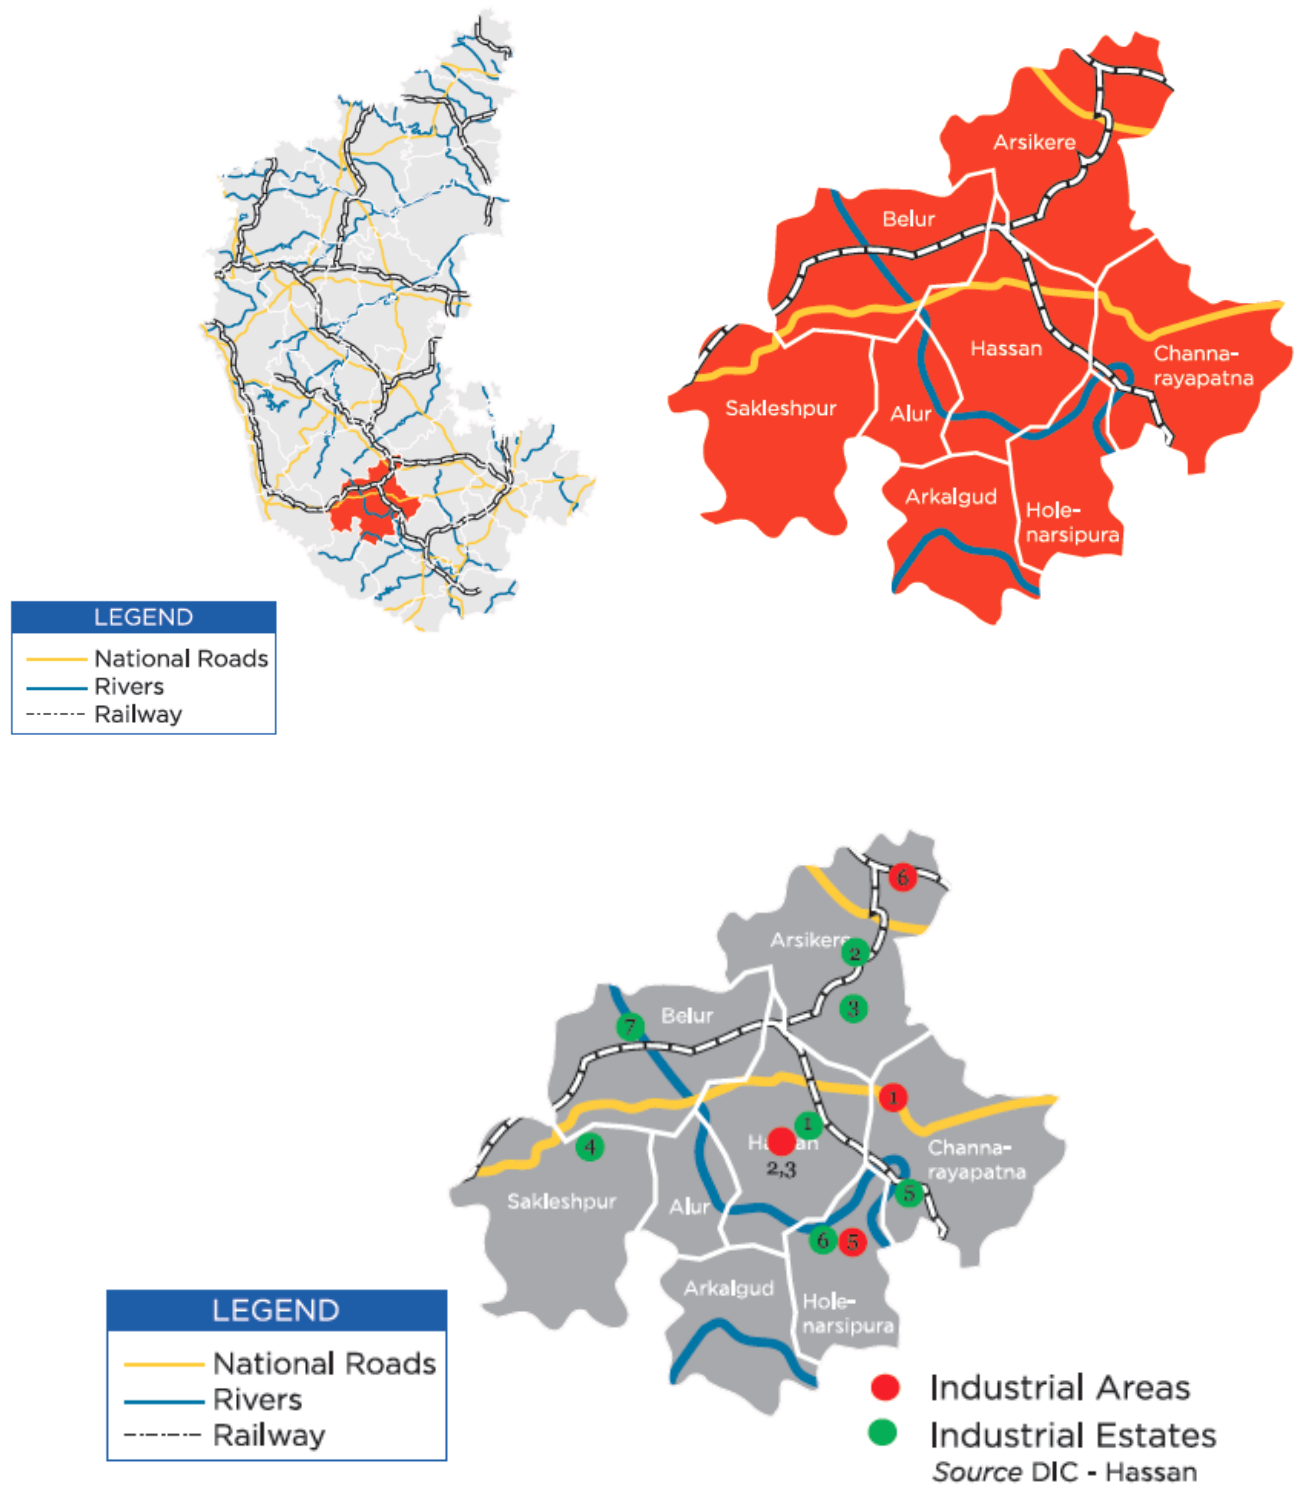 Arsikere
Belur
Hassan
Channa-
rayapatna
Sakleshpur
Alur
Arkalgud
Hole-
narsipura
LEGEND
National Roads
Rivers
Railway
6
Arsikere
2
3
Belur
7
1
1
Hassan
2,3
4
Channa-
rayapatna
5
Sakleshpur
Alur
6
5
Arkalgud
Hole-
narsipura
LEGEND
National Roads
Rivers
Railway
Industrial Areas
Industrial Estates
Source DIC - Hassan